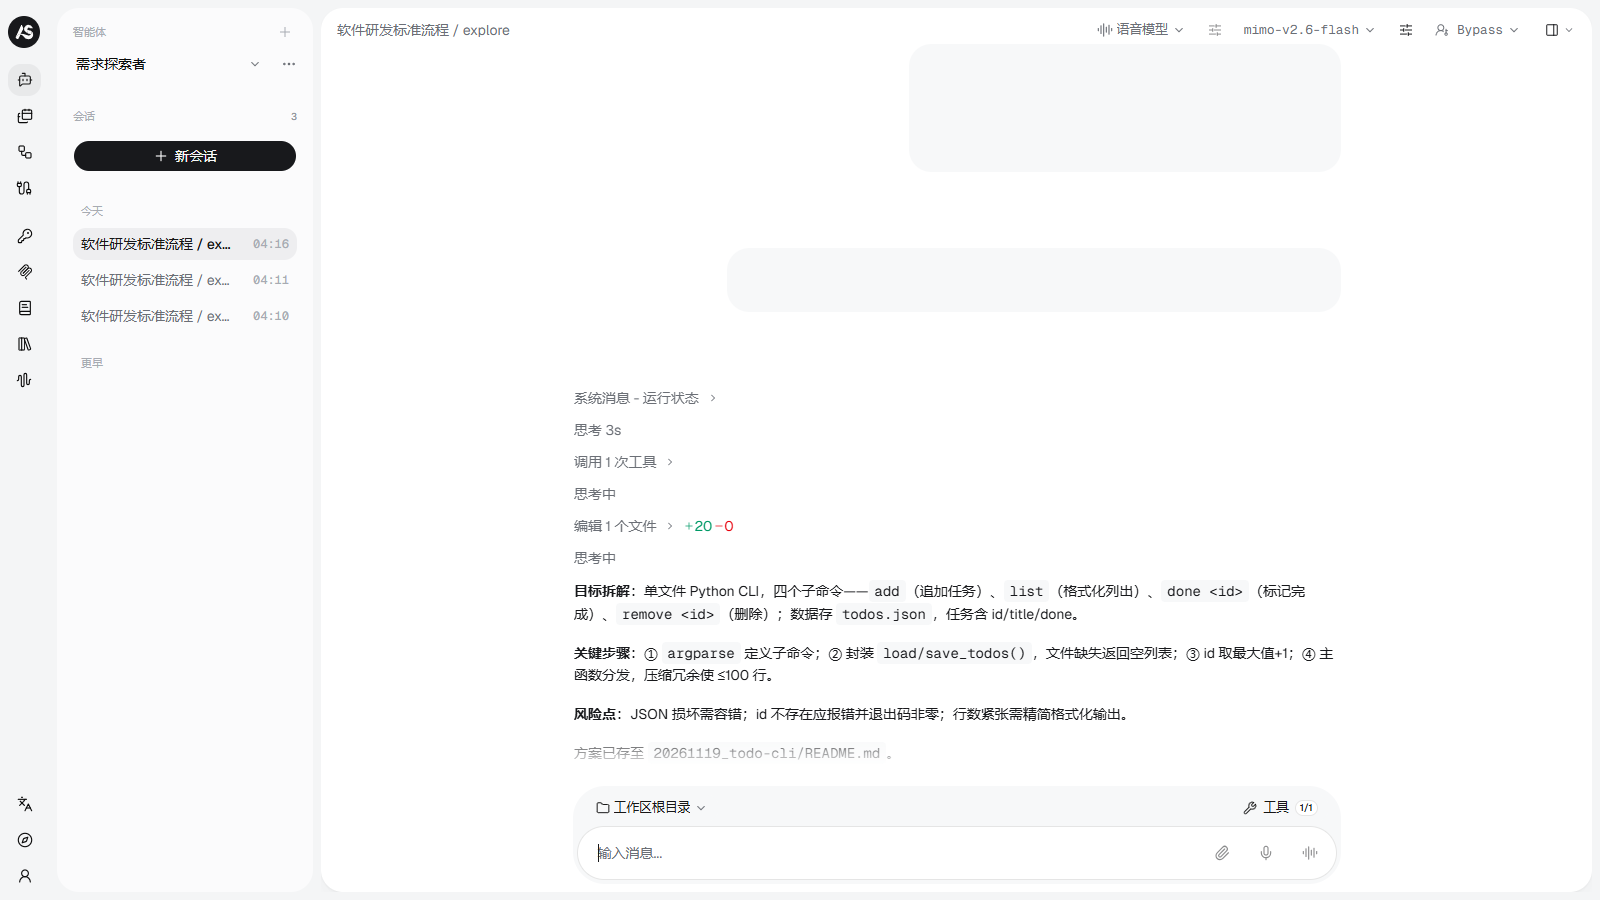 智能体
需求探索者
会话 3
新会话
今天
软件研发标准流程 / ex... 04:16
软件研发标准流程 / ex... 04:11
软件研发标准流程 / ex... 04:10
更早
软件研发标准流程 / explore
语音模型
mimo-v2.6-flash
Bypass
系统消息 - 运行状态
思考 3s
调用 1 次工具
思考中
编辑 1 个文件 +20 -0
思考中
目标拆解：单文件 Python CLI，四个子命令—— add （追加任务）、 list （格式化列出）、 done <id> （标记完
成）、 remove <id> （删除）；数据存 todos.json ，任务含 id/title/done。
关键步骤：① argparse 定义子命令；② 封装 load/save_todos() ，文件缺失返回空列表；③ id 取最大值+1；④ 主
函数分发，压缩冗余使 ≤100 行。
风险点：JSON 损坏需容错；id 不存在应报错并退出码非零；行数紧张需精简格式化输出。
方案已存至 20261119_todo-cli/README.md 。
工作区根目录
工具 1/1
输入消息...